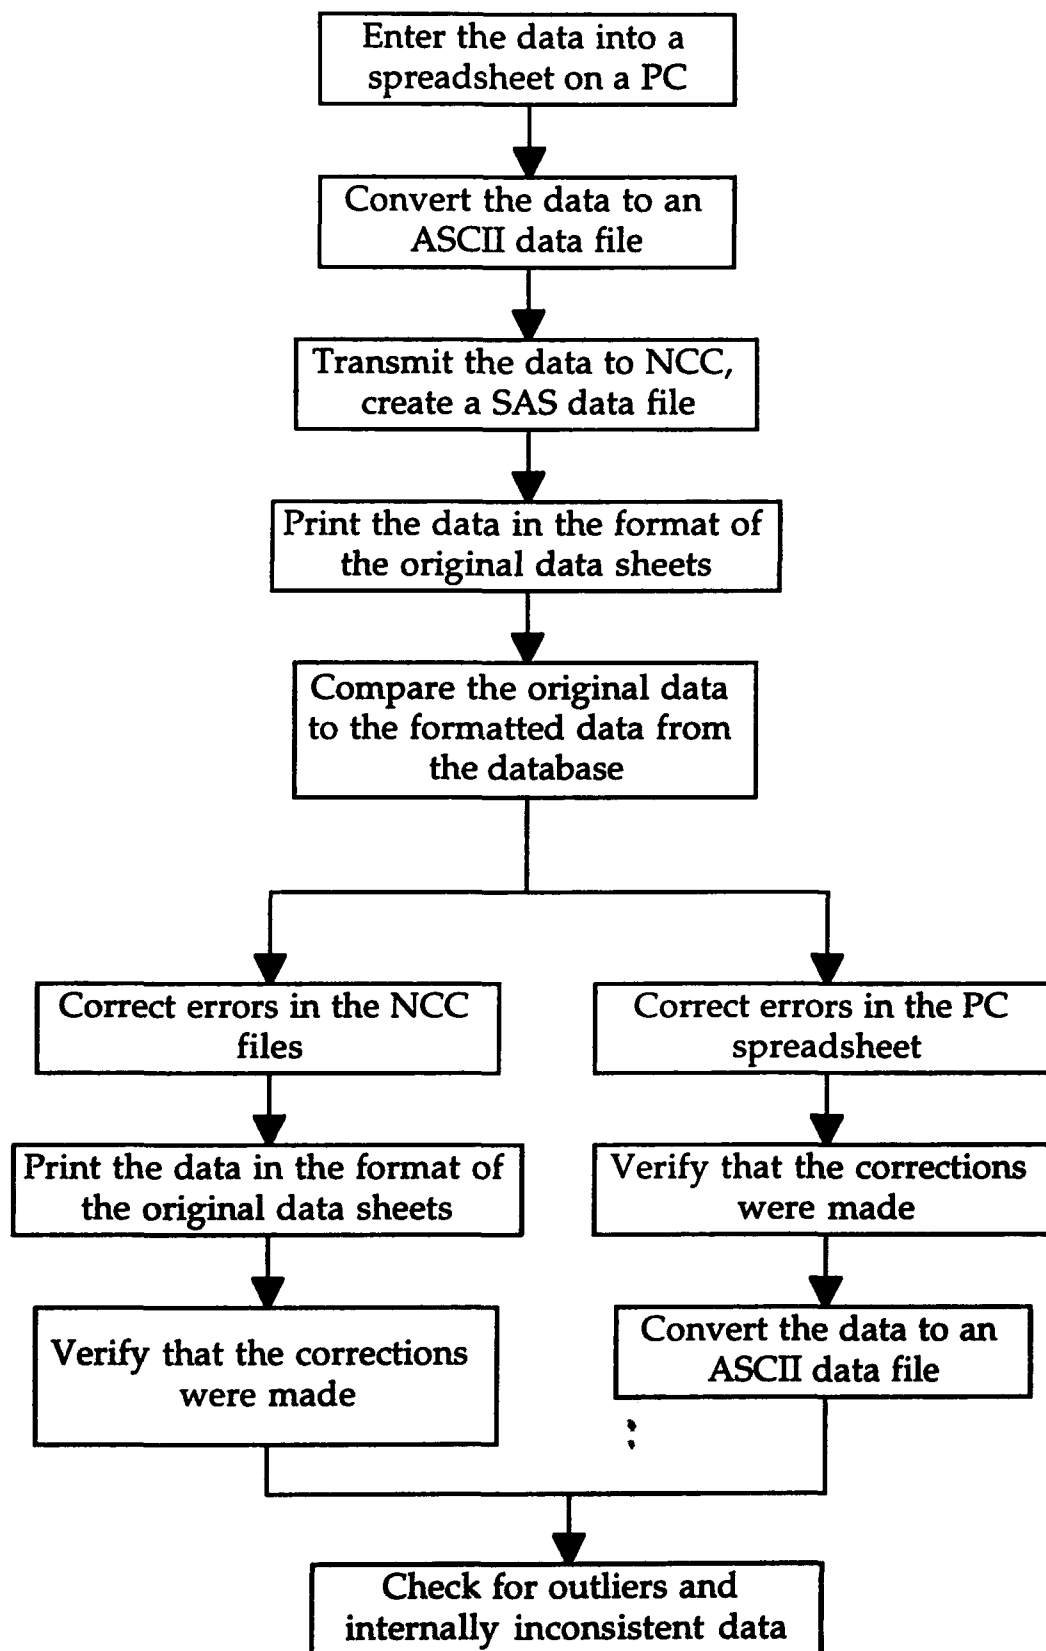 Enter the data into a
spreadsheet on a PC
Convert the data to an
ASCII data file
Transmit the data to NCC,
create a SAS data file
Print the data in the format of
the original data sheets
Compare the original data
to the formatted data from
the database
Correct errors in the NCC
files
Print the data in the format of
the original data sheets
Verify that the corrections
were made
Correct errors in the PC
spreadsheet
Verify that the corrections
were made
Convert the data to an
ASCII data file
Check for outliers and
internally inconsistent data